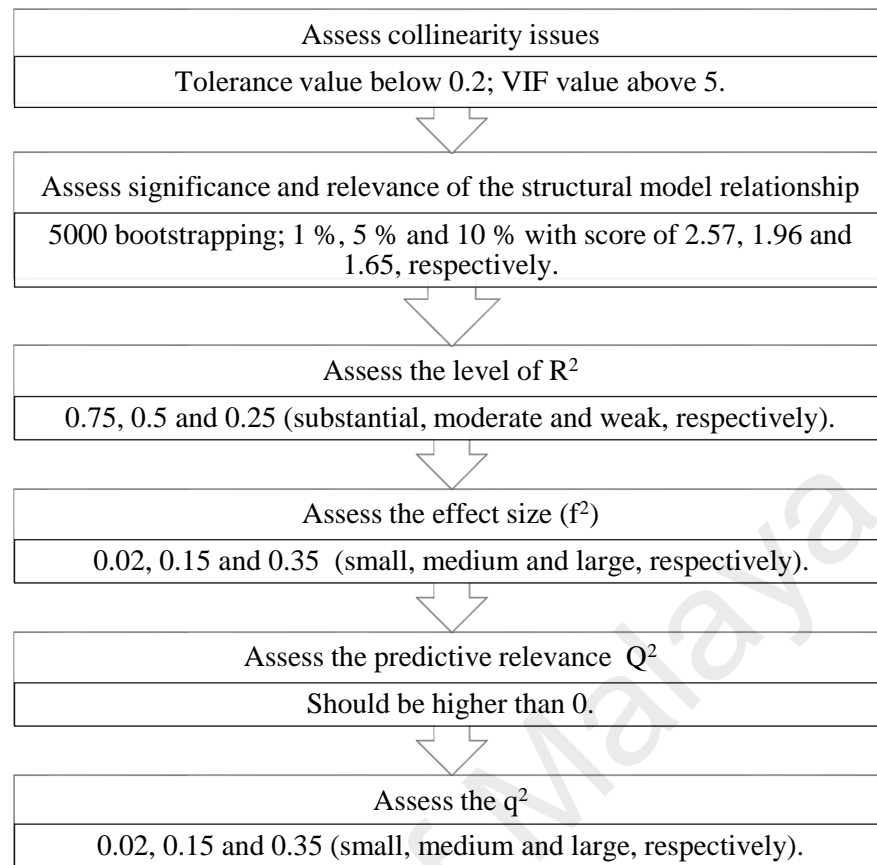 Assess collinearity issues
Tolerance value below 0.2; VIF value above 5.
Assess significance and relevance of the structural model relationship
5000 bootstrapping; 1 %, 5 % and 10 % with score of 2.57, 1.96 and
1.65, respectively.
Assess the level of R²
0.75, 0.5 and 0.25 (substantial, moderate and weak, respectively).
Assess the effect size (f²)
0.02, 0.15 and 0.35 (small, medium and large, respectively).
Assess the predictive relevance Q²
Should be higher than 0.
Assess the q²
0.02, 0.15 and 0.35 (small, medium and large, respectively).
of Malaya